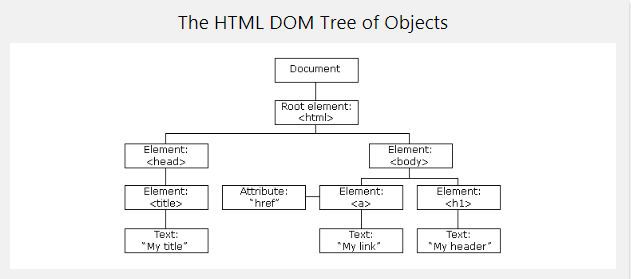 The HTML DOM Tree of Objects
Document
Root element:
<html>
Element:
<head>
Element:
<body>
Element:
<title>
Attribute:
"href"
Element:
<a>
Element:
<h1>
Text:
"My title"
Text:
"My link"
Text:
"My header"